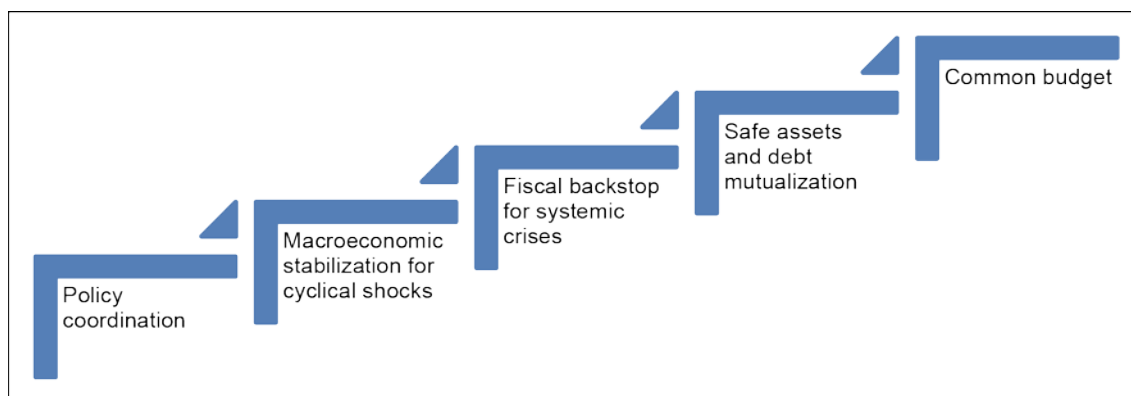 Policy
coordination
Macroeconomic
stabilization for
cyclical shocks
Fiscal backstop
for systemic
crises
Safe assets
and debt
mutualization
Common budget